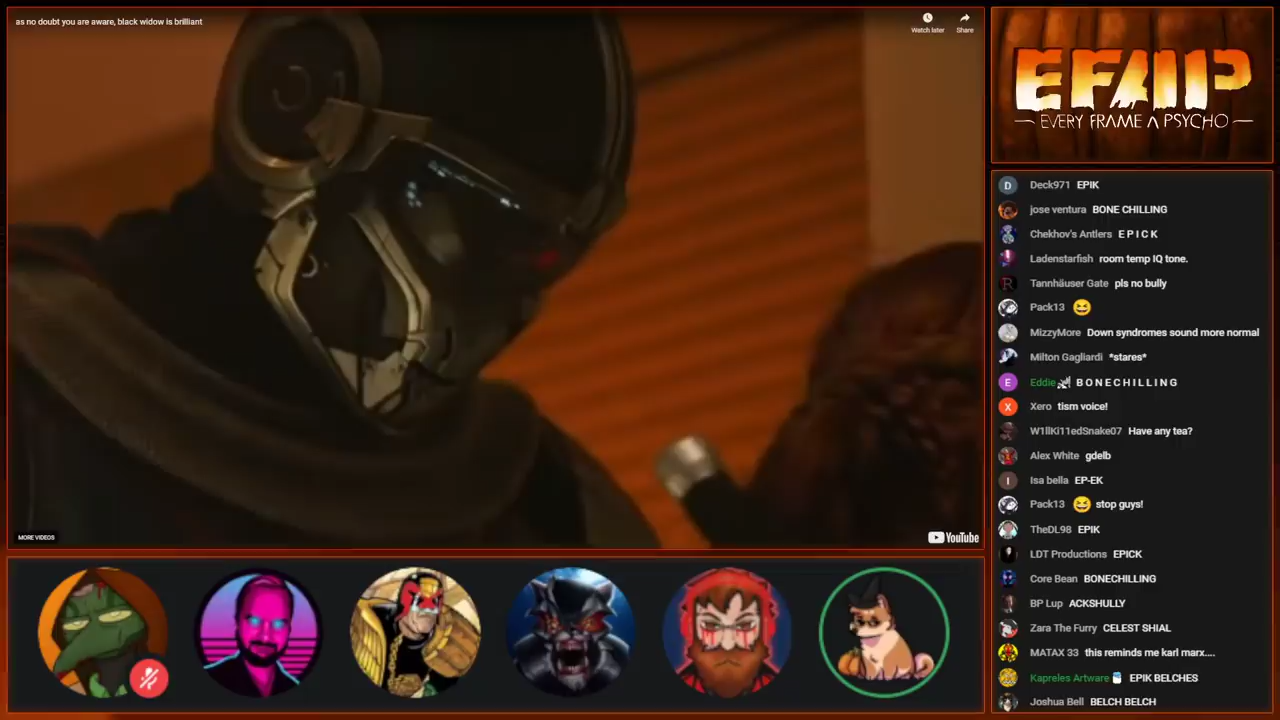 as no doubt you are aware, black widow is brilliant
Watch later
Share
MORE VIDEOS
YouTube
EFAP
EVERY FRAME A PSYCHO
Deck971 EPIK
jose ventura BONE CHILLING
Chekhov's Antlers E P I C K
Ladenstarfish room temp IQ tone.
Tannhäuser Gate pls no bully
Pack13 😆
MizzyMore Down syndromes sound more normal
Milton Gagliardi *stares*
Eddie B O N E C H I L L I N G
Xero tism voice!
W1llKi11edSnake07 Have any tea?
Alex White gdelb
Isa bella EP-EK
Pack13 😆 stop guys!
TheDL98 EPIK
LDT Productions EPICK
Core Bean BONECHILLING
BP Lup ACKSHULLY
Zara The Furry CELEST SHIAL
MATAX 33 this reminds me karl marx....
Kapreles Artware EPIK BELCHES
Joshua Bell BELCH BELCH
D
R
E
X
I